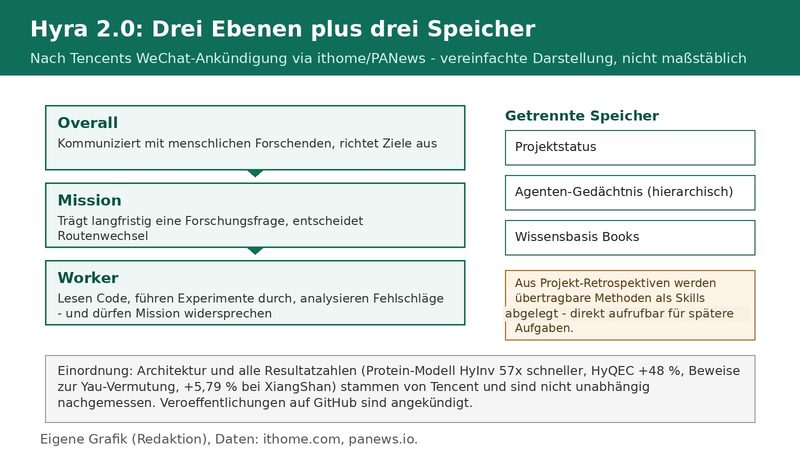 Hyra 2.0: Drei Ebenen plus drei Speicher
Nach Tencents WeChat-Ankündigung via ithome/PANews - vereinfachte Darstellung, nicht maßstäblich
Overall
Kommuniziert mit menschlichen Forschenden, richtet Ziele aus
Mission
Trägt langfristig eine Forschungsfrage, entscheidet
Routenwechsel
Worker
Lesen Code, führen Experimente durch, analysieren Fehlschläge
- und dürfen Mission widersprechen
Getrennte Speicher
Projektstatus
Agenten-Gedächtnis (hierarchisch)
Wissensbasis Books
Aus Projekt-Retrospektiven werden
übertragbare Methoden als Skills
abgelegt - direkt aufrufbar für spätere
Aufgaben.
Einordnung: Architektur und alle Resultatzahlen (Protein-Modell HyInv 57x schneller, HyQEC +48 %, Beweise
zur Yau-Vermutung, +5,79 % bei XiangShan) stammen von Tencent und sind nicht unabhängig
nachgemessen. Veroeffentlichungen auf GitHub sind angekündigt.
Eigene Grafik (Redaktion), Daten: ithome.com, panews.io.